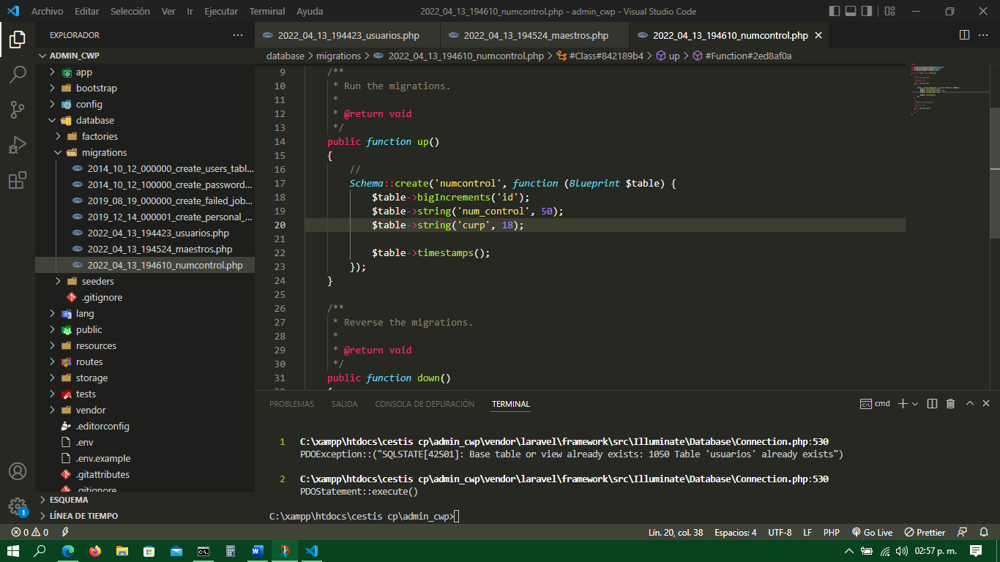 Archivo Editar Selección Ver Ir Ejecutar Terminal Ayuda
2022_04_13_194610_numcontrol.php - admin_cwp - Visual Studio Code
EXPLORADOR
ADMIN_CWP
app
bootstrap
config
database
factories
migrations
2014_10_12_000000_create_users_tabl...
2014_10_12_100000_create_password...
2019_08_19_000000_create_failed_job...
2019_12_14_000001_create_personal_...
2022_04_13_194423_usuarios.php
2022_04_13_194524_maestros.php
2022_04_13_194610_numcontrol.php
seeders
.gitignore
lang
public
resources
routes
storage
tests
vendor
.editorconfig
.env
.env.example
.gitattributes
.gitignore
ESQUEMA
LÍNEA DE TIEMPO
2022_04_13_194423_usuarios.php
2022_04_13_194524_maestros.php
2022_04_13_194610_numcontrol.php
database > migrations > 2022_04_13_194610_numcontrol.php > #Class#842189b4 > up > #Function#2ed8af0a
9 /**
10 * Run the migrations.
11 *
12 * @return void
13 */
14 public function up()
15 {
16 //
17 Schema::create('numcontrol', function (Blueprint $table) {
18 $table->bigIncrements('id');
19 $table->string('num_control', 50);
20 $table->string('curp', 18);
21
22 $table->timestamps();
23 });
24 }
25
26 /**
27 * Reverse the migrations.
28 *
29 * @return void
30 */
31 public function down()
PROBLEMAS SALIDA CONSOLA DE DEPURACIÓN TERMINAL
cmd
1 C:\xampp\htdocs\cestis cp\admin_cwp\vendor\laravel\framework\src\Illuminate\Database\Connection.php:530
PDOException::("SQLSTATE[42S01]: Base table or view already exists: 1050 Table 'usuarios' already exists")
2 C:\xampp\htdocs\cestis cp\admin_cwp\vendor\laravel\framework\src\Illuminate\Database\Connection.php:530
PDOStatement::execute()
C:\xampp\htdocs\cestis cp\admin_cwp>
1
0 0
Lín. 20, col. 38 Espacios: 4 UTF-8 LF PHP Go Live Prettier
02:57 p. m.